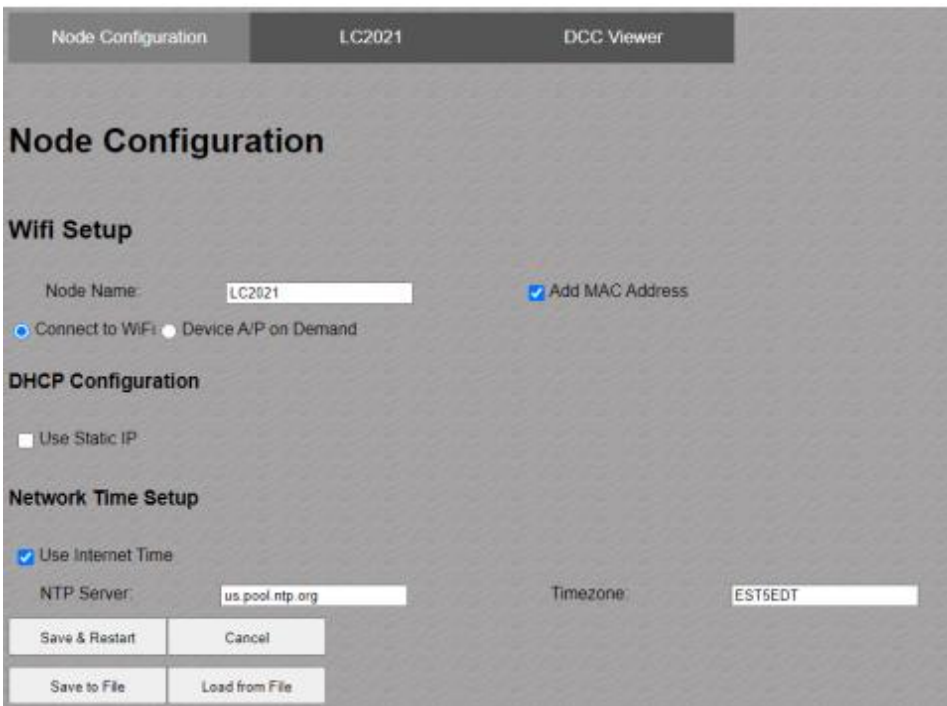 Node Configuration LC2021 DCC Viewer
Node Configuration
Wifi Setup
Node Name: LC2021 Add MAC Address
Connect to WiFi Device A/P on Demand
DHCP Configuration
Use Static IP
Network Time Setup
Use Internet Time
NTP Server: us.pool.ntp.org Timezone: EST5EDT
Save & Restart Cancel
Save to File Load from File